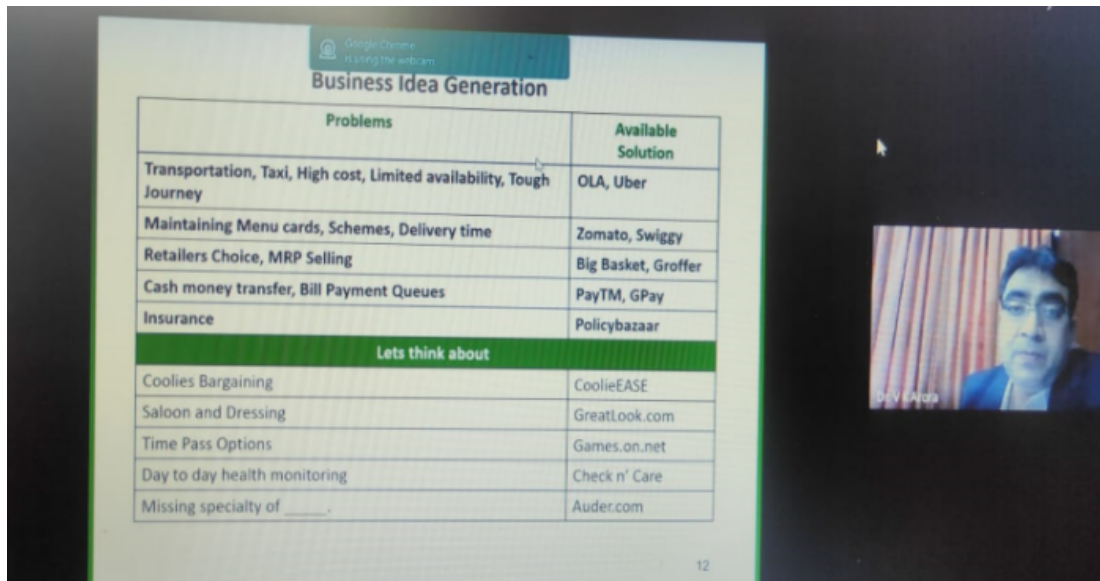 Google Chrome
is using the webcam
Business Idea Generation
Problems
Available
Solution
Transportation, Taxi, High cost, Limited availability, Tough
Journey
OLA, Uber
Maintaining Menu cards, Schemes, Delivery time
Zomato, Swiggy
Retailers Choice, MRP Selling
Big Basket, Groffer
Cash money transfer, Bill Payment Queues
PayTM, GPay
Insurance
Policybazaar
Lets think about
Coolies Bargaining
CoolieEASE
Saloon and Dressing
GreatLook.com
Time Pass Options
Games.on.net
Day to day health monitoring
Check n' Care
Missing specialty of _____.
Auder.com
12
Dr. V K Arora